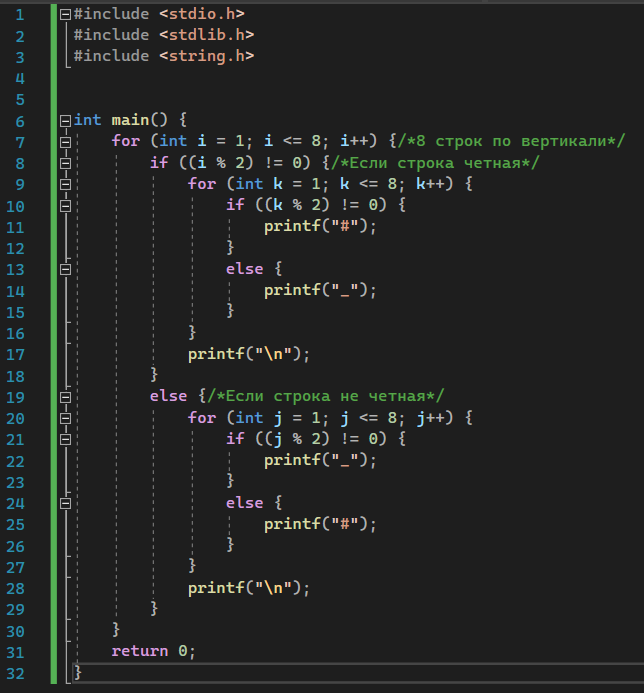 1 #include <stdio.h>
2 #include <stdlib.h>
3 #include <string.h>
4
5
6 int main() {
7     for (int i = 1; i <= 8; i++) {/*8 строк по вертикали*/
8         if ((i % 2) != 0) {/*Если строка четная*/
9             for (int k = 1; k <= 8; k++) {
10                 if ((k % 2) != 0) {
11                     printf("#");
12                 }
13                 else {
14                     printf("_");
15                 }
16             }
17             printf("\n");
18         }
19         else {/*Если строка не четная*/
20             for (int j = 1; j <= 8; j++) {
21                 if ((j % 2) != 0) {
22                     printf("_");
23                 }
24                 else {
25                     printf("#");
26                 }
27             }
28             printf("\n");
29         }
30     }
31     return 0;
32 }